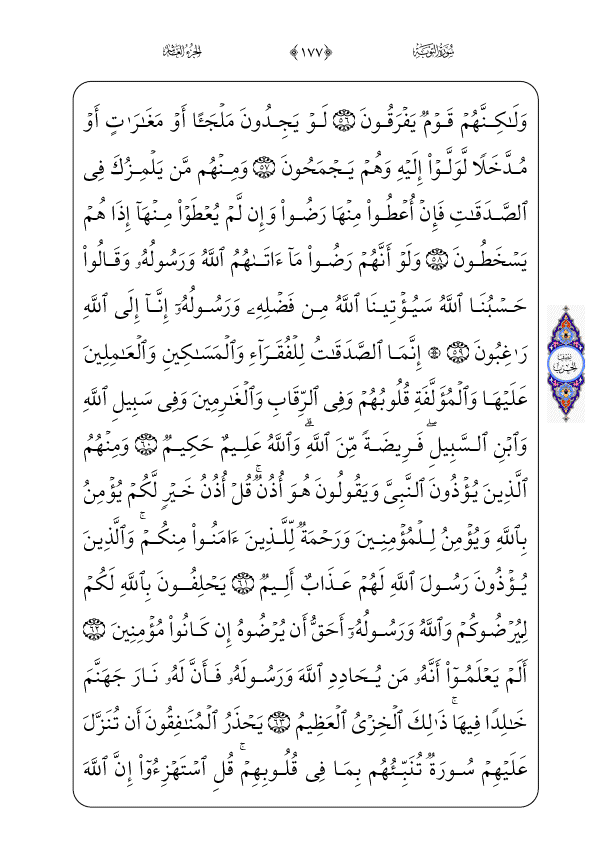 سُورَةُ التَّوۡبَةِ ﴿١٧٧﴾ الجُزۡءُ العَاشِرُ
وَلَٰكِنَّهُمۡ قَوۡمٞ يَفۡرَقُونَ ٥٦ لَوۡ يَجِدُونَ مَلۡجَـًٔا أَوۡ مَغَٰرَٰتٍ أَوۡ
مُدَّخَلٗا لَّوَلَّوۡاْ إِلَيۡهِ وَهُمۡ يَجۡمَحُونَ ٥٧ وَمِنۡهُم مَّن يَلۡمِزُكَ فِي
ٱلصَّدَقَٰتِ فَإِنۡ أُعۡطُواْ مِنۡهَا رَضُواْ وَإِن لَّمۡ يُعۡطَوۡاْ مِنۡهَآ إِذَا هُمۡ
يَسۡخَطُونَ ٥٨ وَلَوۡ أَنَّهُمۡ رَضُواْ مَآ ءَاتَىٰهُمُ ٱللَّهُ وَرَسُولُهُۥ وَقَالُواْ
حَسۡبُنَا ٱللَّهُ سَيُؤۡتِينَا ٱللَّهُ مِن فَضۡلِهِۦ وَرَسُولُهُۥٓ إِنَّآ إِلَى ٱللَّهِ
رَٰغِبُونَ ٥٩ ۞ إِنَّمَا ٱلصَّدَقَٰتُ لِلۡفُقَرَآءِ وَٱلۡمَسَٰكِينِ وَٱلۡعَٰمِلِينَ
عَلَيۡهَا وَٱلۡمُؤَلَّفَةِ قُلُوبُهُمۡ وَفِي ٱلرِّقَابِ وَٱلۡغَٰرِمِينَ وَفِي سَبِيلِ ٱللَّهِ
وَٱبۡنِ ٱلسَّبِيلِۖ فَرِيضَةٗ مِّنَ ٱللَّهِۗ وَٱللَّهُ عَلِيمٌ حَكِيمٞ ٦٠ وَمِنۡهُمُ
ٱلَّذِينَ يُؤۡذُونَ ٱلنَّبِيَّ وَيَقُولُونَ هُوَ أُذُنٞۚ قُلۡ أُذُنُ خَيۡرٖ لَّكُمۡ يُؤۡمِنُ
بِٱللَّهِ وَيُؤۡمِنُ لِلۡمُؤۡمِنِينَ وَرَحۡمَةٞ لِّلَّذِينَ ءَامَنُواْ مِنكُمۡۚ وَٱلَّذِينَ
يُؤۡذُونَ رَسُولَ ٱللَّهِ لَهُمۡ عَذَابٌ أَلِيمٞ ٦١ يَحۡلِفُونَ بِٱللَّهِ لَكُمۡ
لِيُرۡضُوكُمۡ وَٱللَّهُ وَرَسُولُهُۥٓ أَحَقُّ أَن يُرۡضُوهُ إِن كَانُواْ مُؤۡمِنِينَ ٦٢
أَلَمۡ يَعۡلَمُوٓاْ أَنَّهُۥ مَن يُحَادِدِ ٱللَّهَ وَرَسُولَهُۥ فَأَنَّ لَهُۥ نَارَ جَهَنَّمَ
خَٰلِدٗا فِيهَاۚ ذَٰلِكَ ٱلۡخِزۡيُ ٱلۡعَظِيمُ ٦٣ يَحۡذَرُ ٱلۡمُنَٰفِقُونَ أَن تُنَزَّلَ
عَلَيۡهِمۡ سُورَةٞ تُنَبِّئُهُم بِمَا فِي قُلُوبِهِمۡۚ قُلِ ٱسۡتَهۡزِءُوٓاْ إِنَّ ٱللَّهَ